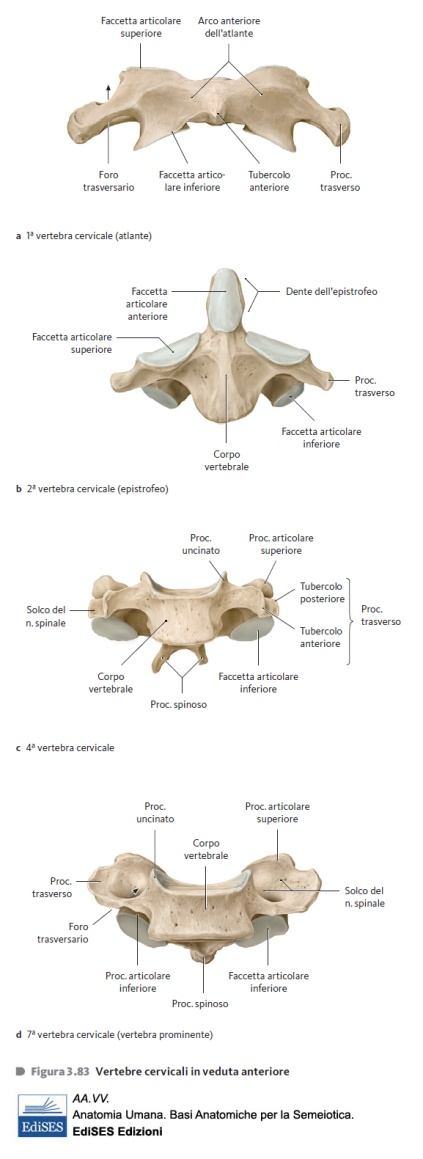 Faccetta articolare
superiore
Arco anteriore
dell'atlante
Foro
trasversario
Faccetta artico-
lare inferiore
Tubercolo
anteriore
Proc.
trasverso
a 1ª vertebra cervicale (atlante)
Faccetta
articolare
anteriore
Dente dell'epistrofeo
Faccetta articolare
superiore
Proc.
trasverso
Faccetta articolare
inferiore
Corpo
vertebrale
b 2ª vertebra cervicale (epistrofeo)
Proc.
uncinato
Proc. articolare
superiore
Tubercolo
posteriore
Solco del
n. spinale
Proc.
trasverso
Tubercolo
anteriore
Corpo
vertebrale
Faccetta articolare
inferiore
Proc. spinoso
c 4ª vertebra cervicale
Proc.
uncinato
Proc. articolare
superiore
Corpo
vertebrale
Proc.
trasverso
Solco del
n. spinale
Foro
trasversario
Proc. articolare
inferiore
Faccetta articolare
inferiore
Proc. spinoso
d 7ª vertebra cervicale (vertebra prominente)
Figura 3.83 Vertebre cervicali in veduta anteriore
AA.VV.
Anatomia Umana. Basi Anatomiche per la Semeiotica.
EdiSES Edizioni
EdiSES